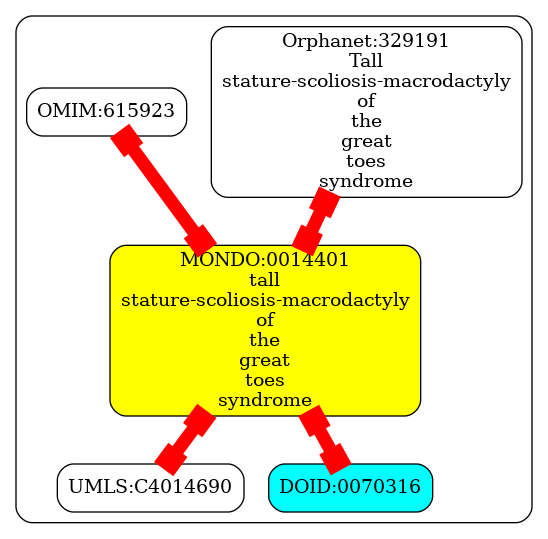 Orphanet:329191
Tall
stature-scoliosis-macrodactyly
of
the
great
toes
syndrome
OMIM:615923
MONDO:0014401
tall
stature-scoliosis-macrodactyly
of
the
great
toes
syndrome
UMLS:C4014690
DOID:0070316